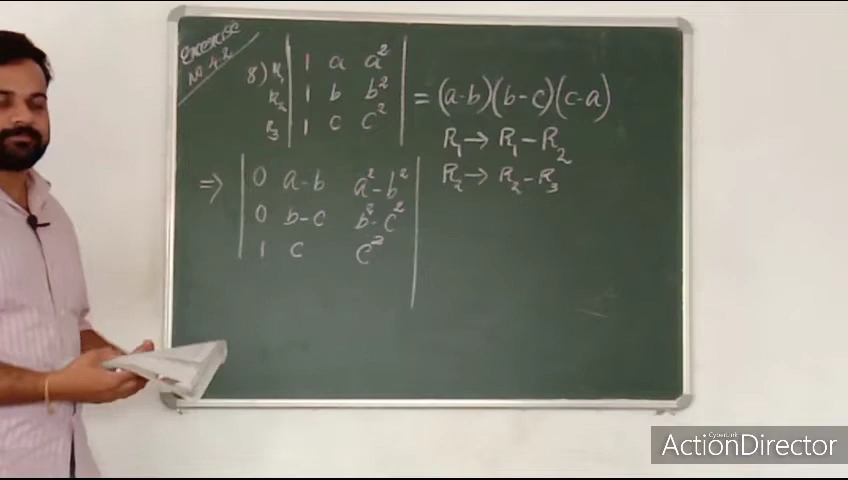 Exercise
No 4.2
8) R₁ | 1 a a² |
R₂ | 1 b b² | = (a-b)(b-c)(c-a)
R₃ | 1 c c² |
R₁ → R₁ - R₂
R₂ → R₂ - R₃
⇒ | 0 a-b a²-b² |
| 0 b-c b²-c² |
| 1 c c² |
CyberLink
ActionDirector